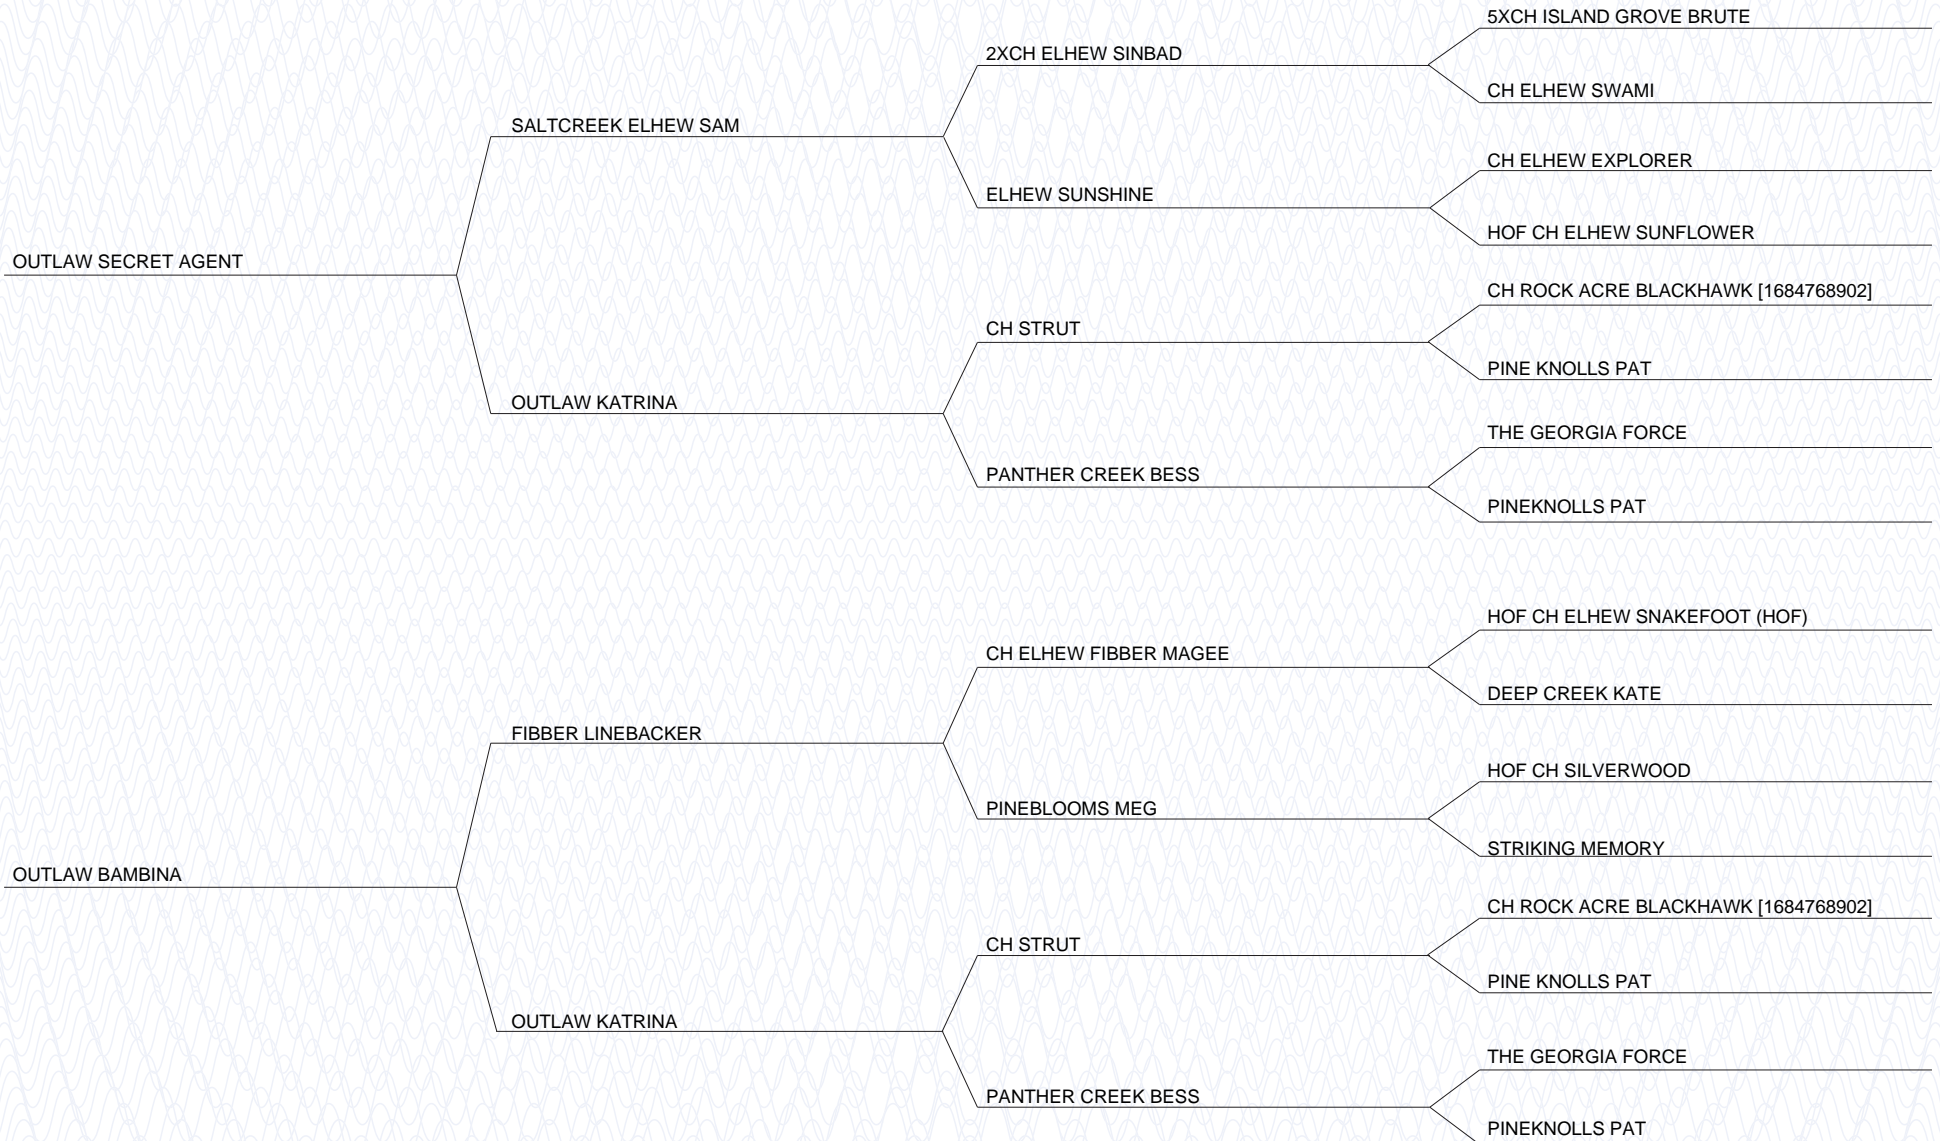 5XCH ISLAND GROVE BRUTE
2XCH ELHEW SINBAD
CH ELHEW SWAMI
SALTCREEK ELHEW SAM
CH ELHEW EXPLORER
ELHEW SUNSHINE
HOF CH ELHEW SUNFLOWER
OUTLAW SECRET AGENT
CH ROCK ACRE BLACKHAWK [1684768902]
CH STRUT
PINE KNOLLS PAT
OUTLAW KATRINA
THE GEORGIA FORCE
PANTHER CREEK BESS
PINEKNOLLS PAT
HOF CH ELHEW SNAKEFOOT (HOF)
CH ELHEW FIBBER MAGEE
DEEP CREEK KATE
FIBBER LINEBACKER
HOF CH SILVERWOOD
PINEBLOOMS MEG
STRIKING MEMORY
OUTLAW BAMBINA
CH ROCK ACRE BLACKHAWK [1684768902]
CH STRUT
PINE KNOLLS PAT
OUTLAW KATRINA
THE GEORGIA FORCE
PANTHER CREEK BESS
PINEKNOLLS PAT